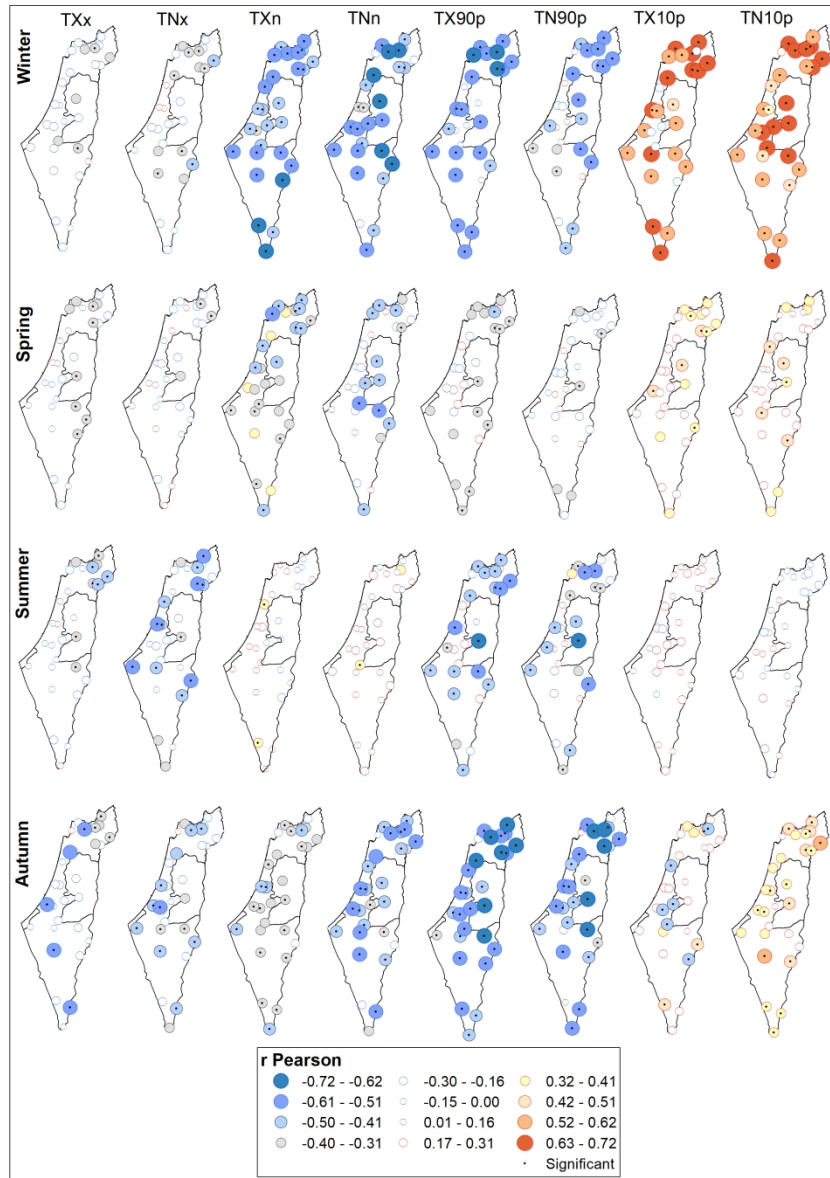 TXx TNx TXn TNn TX90p TN90p TX10p TN10p
Winter
Spring
Summer
Autumn
r Pearson
-0.72 - -0.62 -0.30 - -0.16 0.32 - 0.41
-0.61 - -0.51 -0.15 - 0.00 0.42 - 0.51
-0.50 - -0.41 0.01 - 0.16 0.52 - 0.62
-0.40 - -0.31 0.17 - 0.31 0.63 - 0.72
Significant